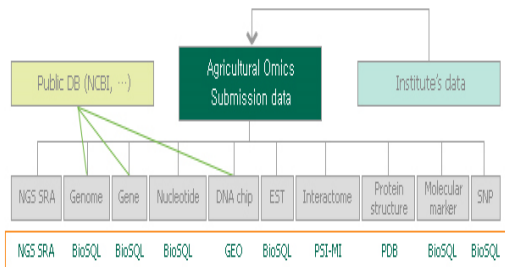 Public DB (NCBI, ⋯)
Agricultural Omics
Submission data
Institute's data
NGS SRA
Genome
Gene
Nucleotide
DNA chip
EST
Interactome
Protein
structure
Molecular
marker
SNP
NGS SRA BioSQL BioSQL BioSQL GEO BioSQL PSI-MI PDB BioSQL BioSQL